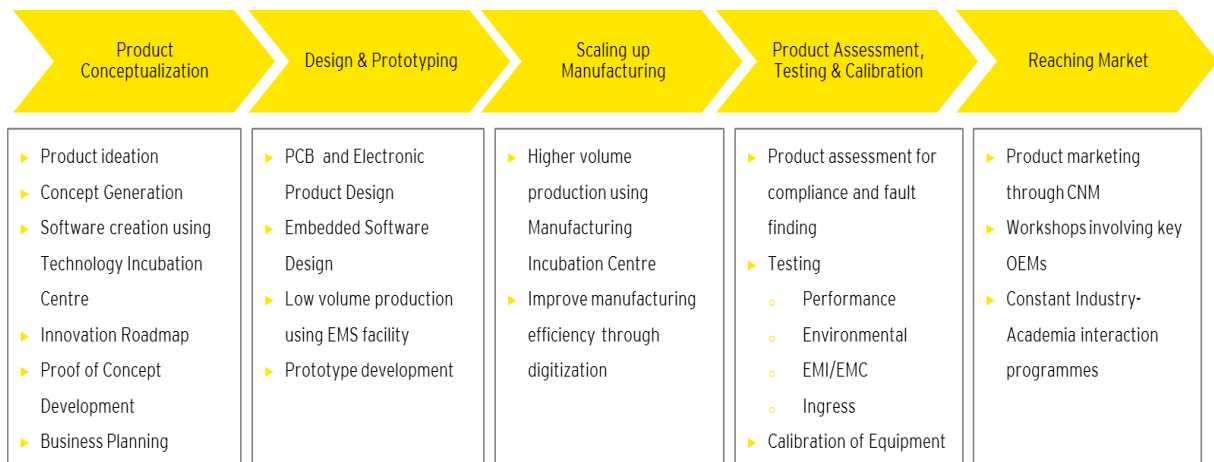 Product
Conceptualization
Design & Prototyping
Scaling up
Manufacturing
Product Assessment,
Testing & Calibration
Reaching Market
Product ideation
Concept Generation
Software creation using
Technology Incubation
Centre
Innovation Roadmap
Proof of Concept
Development
Business Planning
PCB and Electronic
Product Design
Embedded Software
Design
Low volume production
using EMS facility
Prototype development
Higher volume
production using
Manufacturing
Incubation Centre
Improve manufacturing
efficiency through
digitization
Product assessment for
compliance and fault
finding
Testing
Performance
Environmental
EMI/EMC
Ingress
Calibration of Equipment
Product marketing
through CNM
Workshops involving key
OEMs
Constant Industry-
Academia interaction
programmes